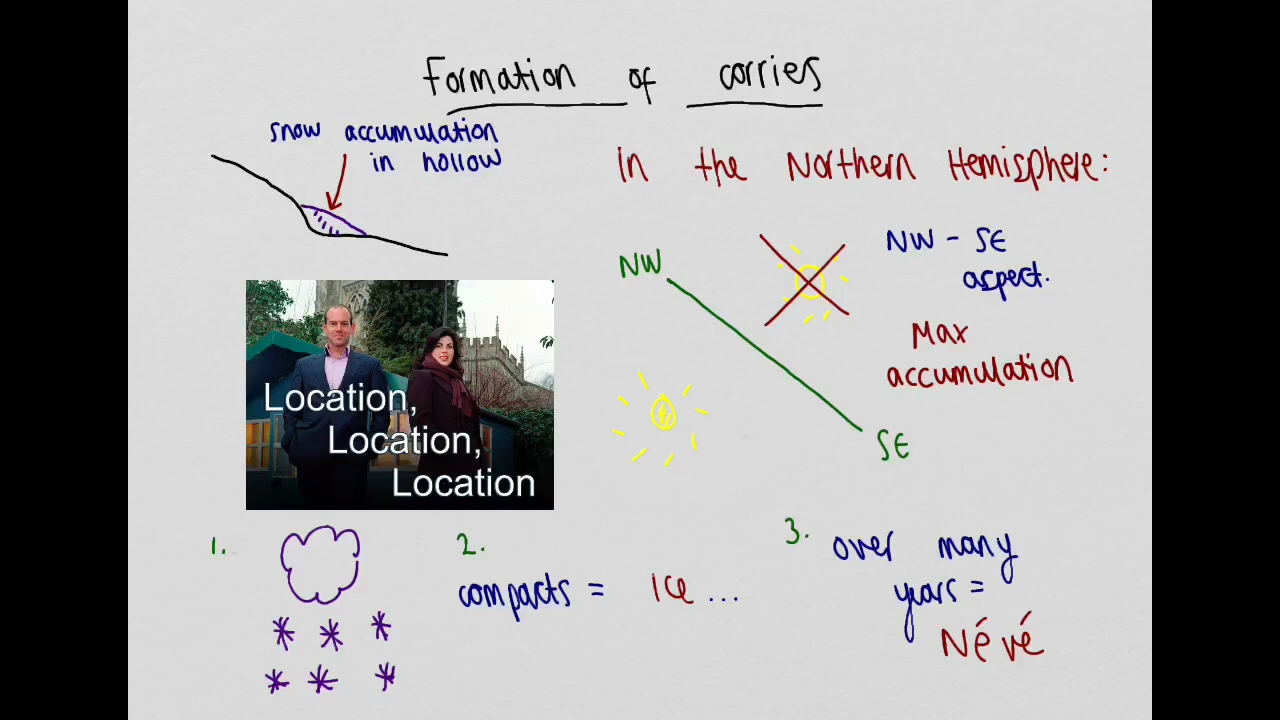 Formation of corries
snow accumulation
in hollow
In the Northern Hemisphere:
NW
NW - SE
aspect.
Max
accumulation
SE
Location,
Location,
Location
1.
2.
compacts = Ice ...
3.
over many
years =
Névé